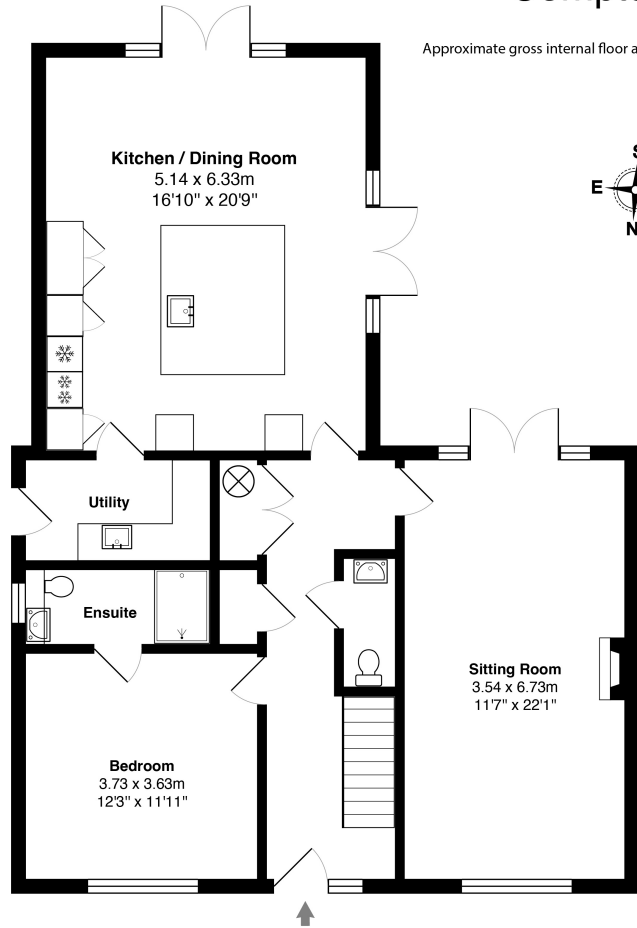 Approximate gross internal floor a
Kitchen / Dining Room
5.14 x 6.33m
16'10" x 20'9"
S
E
N
Utility
Ensuite
Sitting Room
3.54 x 6.73m
11'7" x 22'1"
Bedroom
3.73 x 3.63m
12'3" x 11'11"